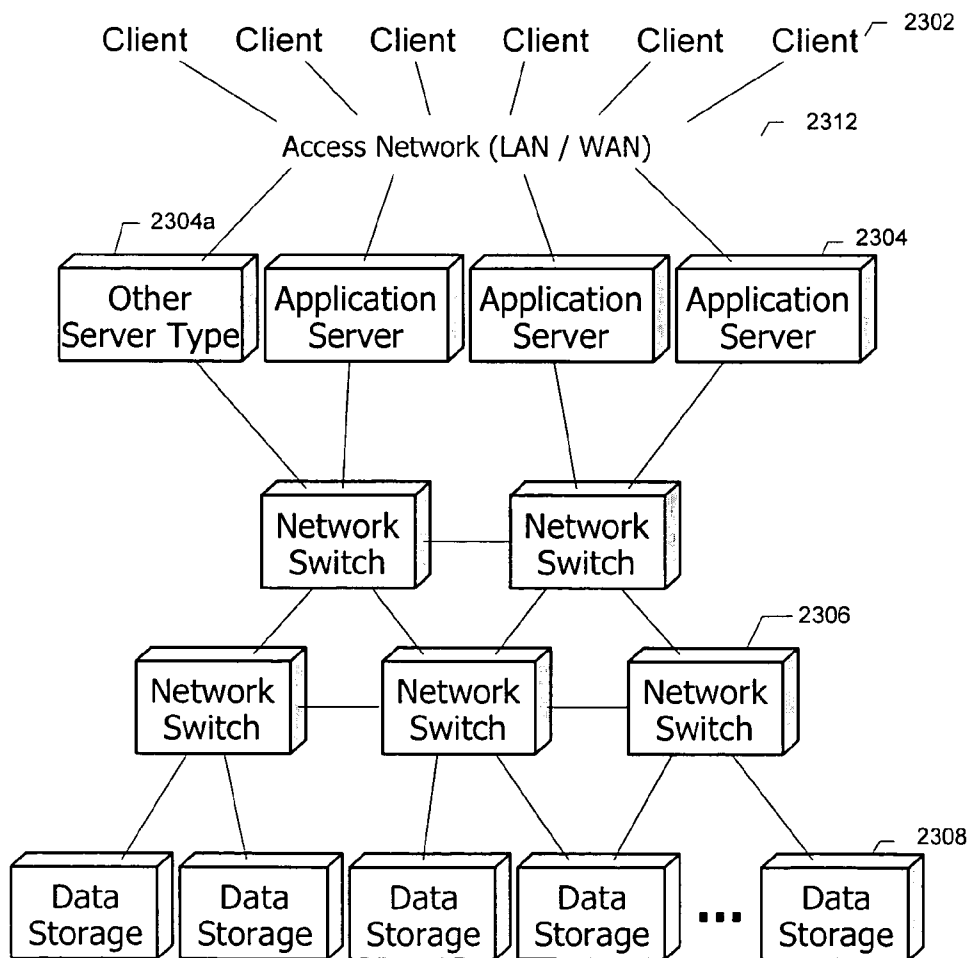 Client Client Client Client Client Client 2302
2312
Access Network (LAN / WAN)
2304a
2304
Other
Server Type
Application
Server
Application
Server
Application
Server
Network
Switch
Network
Switch
2306
Network
Switch
Network
Switch
Network
Switch
2308
Data
Storage
Data
Storage
Data
Storage
Data
Storage
...
Data
Storage